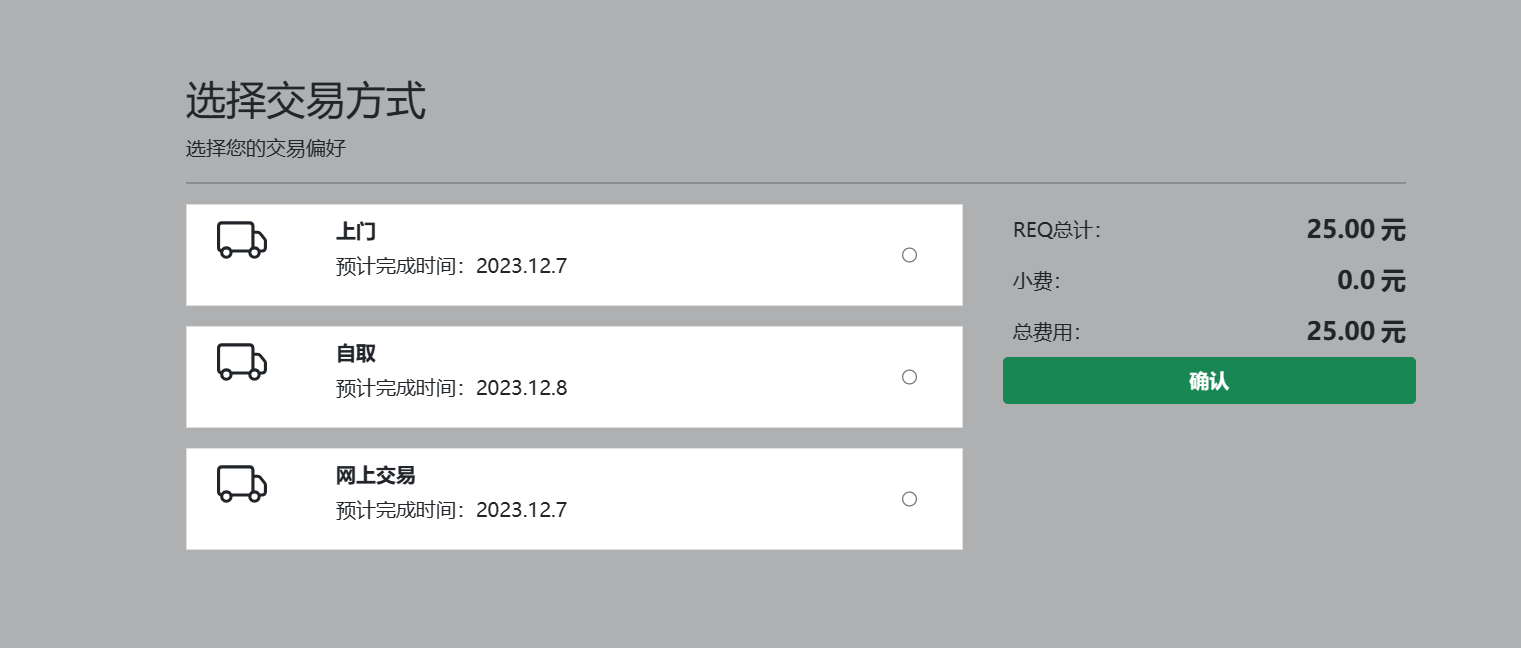 选择交易方式
选择您的交易偏好
上门
预计完成时间：2023.12.7
自取
预计完成时间：2023.12.8
网上交易
预计完成时间：2023.12.7
REQ总计： 25.00 元
小费： 0.0 元
总费用： 25.00 元
确认